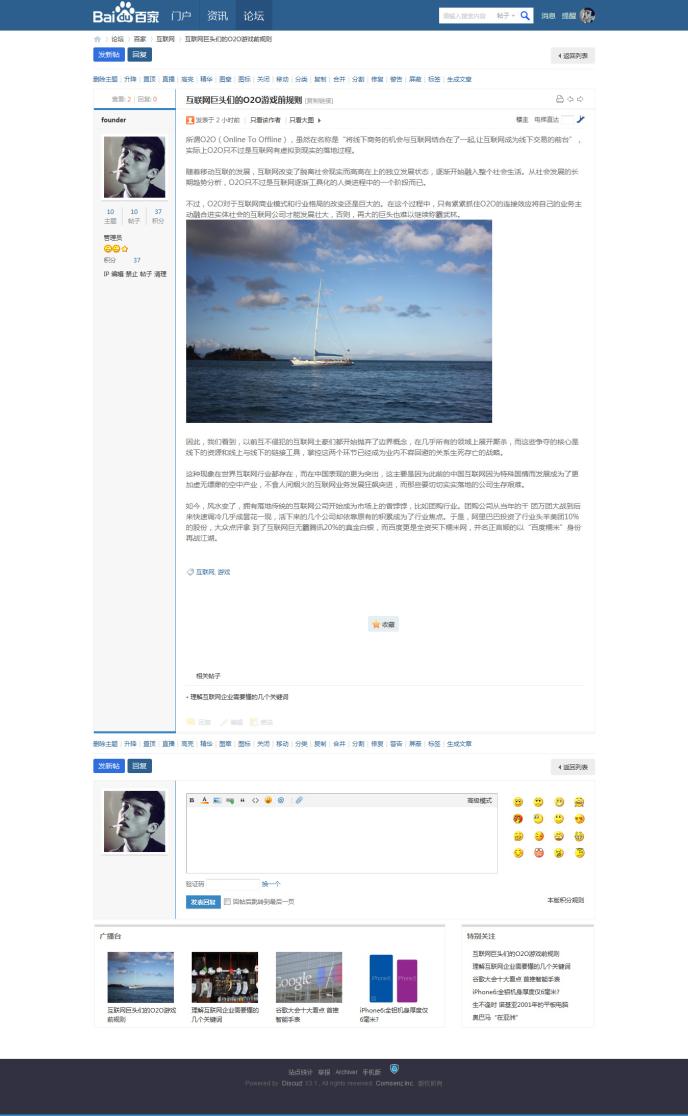 Baidu百家 门户 资讯 论坛
请输入搜索内容 帖子 消息 提醒
论坛 › 百家 › 互联网 › 互联网巨头们的O2O游戏前规则
发新帖 回复 返回列表
删除主题 | 升降 | 置顶 | 直播 | 高亮 | 精华 | 图章 | 图标 | 关闭 | 移动 | 分类 | 复制 | 合并 | 分割 | 修复 | 警告 | 屏蔽 | 标签 | 生成文章
查看: 2 | 回复: 0
互联网巨头们的O2O游戏前规则 [复制链接]
founder
发表于 2 小时前 | 只看该作者 | 只看大图
楼主 电梯直达
所谓O2O（Online To Offline），虽然在名称是“将线下商务的机会与互联网结合在了一起,让互联网成为线下交易的前台”，
实际上O2O只不过是互联网有虚拟到现实的落地过程。
随着移动互联的发展，互联网改变了脱离社会现实而高高在上的独立发展状态，逐渐开始融入整个社会生活。从社会发展的长
期趋势分析，O2O只不过是互联网逐渐工具化的人类进程中的一个阶段而已。
不过，O2O对于互联网商业模式和行业格局的改变还是巨大的。在这个过程中，只有紧紧抓住O2O的连接效应将自己的业务主
动融合进实体社会的互联网公司才能发展壮大，否则，再大的巨头也难以继续称霸武林。
10 10 37
主题 帖子 积分
管理员
积分 37
IP 编辑 禁止 帖子 清理
因此，我们看到，以前互不侵犯的互联网土豪们都开始抛弃了边界概念，在几乎所有的领域上展开厮杀，而这些争夺的核心是
线下的资源和线上与线下的链接工具，掌控这两个环节已经成为业内不容回避的关系生死存亡的战略。
这种现象在世界互联网行业都存在，而在中国表现的更为突出，这主要是因为此前的中国互联网因为特殊国情而发展成为了更
加虚无缥缈的空中产业，不食人间烟火的互联网业务发展狂飙突进，而那些要切切实实落地的公司生存艰难。
如今，风水变了，拥有落地传统的互联网公司开始成为市场上的香饽饽，比如团购行业。团购公司从当年的千 团万团大战到后
来快速凋冷几乎成昙花一现，活下来的几个公司却依靠原有的积累成为了行业焦点。于是，阿里巴巴投资了行业头羊美团10%
的股份，大众点评拿 到了互联网巨无霸腾讯20%的真金白银，而百度更是全资买下糯米网，并名正言顺的以“百度糯米”身份
再战江湖。
互联网, 游戏
收藏
相关帖子
• 理解互联网企业需要懂的几个关键词
回复 编辑
删除主题 | 升降 | 置顶 | 直播 | 高亮 | 精华 | 图章 | 图标 | 关闭 | 移动 | 分类 | 复制 | 合并 | 分割 | 修复 | 警告 | 屏蔽 | 标签 | 生成文章
发新帖 回复 返回列表
B A 高级模式
验证码 换一个
发表回复 回帖后跳转到最后一页 本版积分规则
广播台
互联网巨头们的O2O游戏
前规则
理解互联网企业需要懂的
几个关键词
谷歌大会十大看点 首推
智能手表
iPhone6:全铝机身厚度仅
6毫米?
特别关注
互联网巨头们的O2O游戏前规则
理解互联网企业需要懂的几个关键词
谷歌大会十大看点 首推智能手表
iPhone6:全铝机身厚度仅6毫米?
生不逢时 诺基亚2001年的平板电脑
奥巴马“在亚洲”
站点统计 举报 Archiver 手机版
Powered by Discuz! X3.1 , All rights reserved. Comsenz Inc. 版权所有